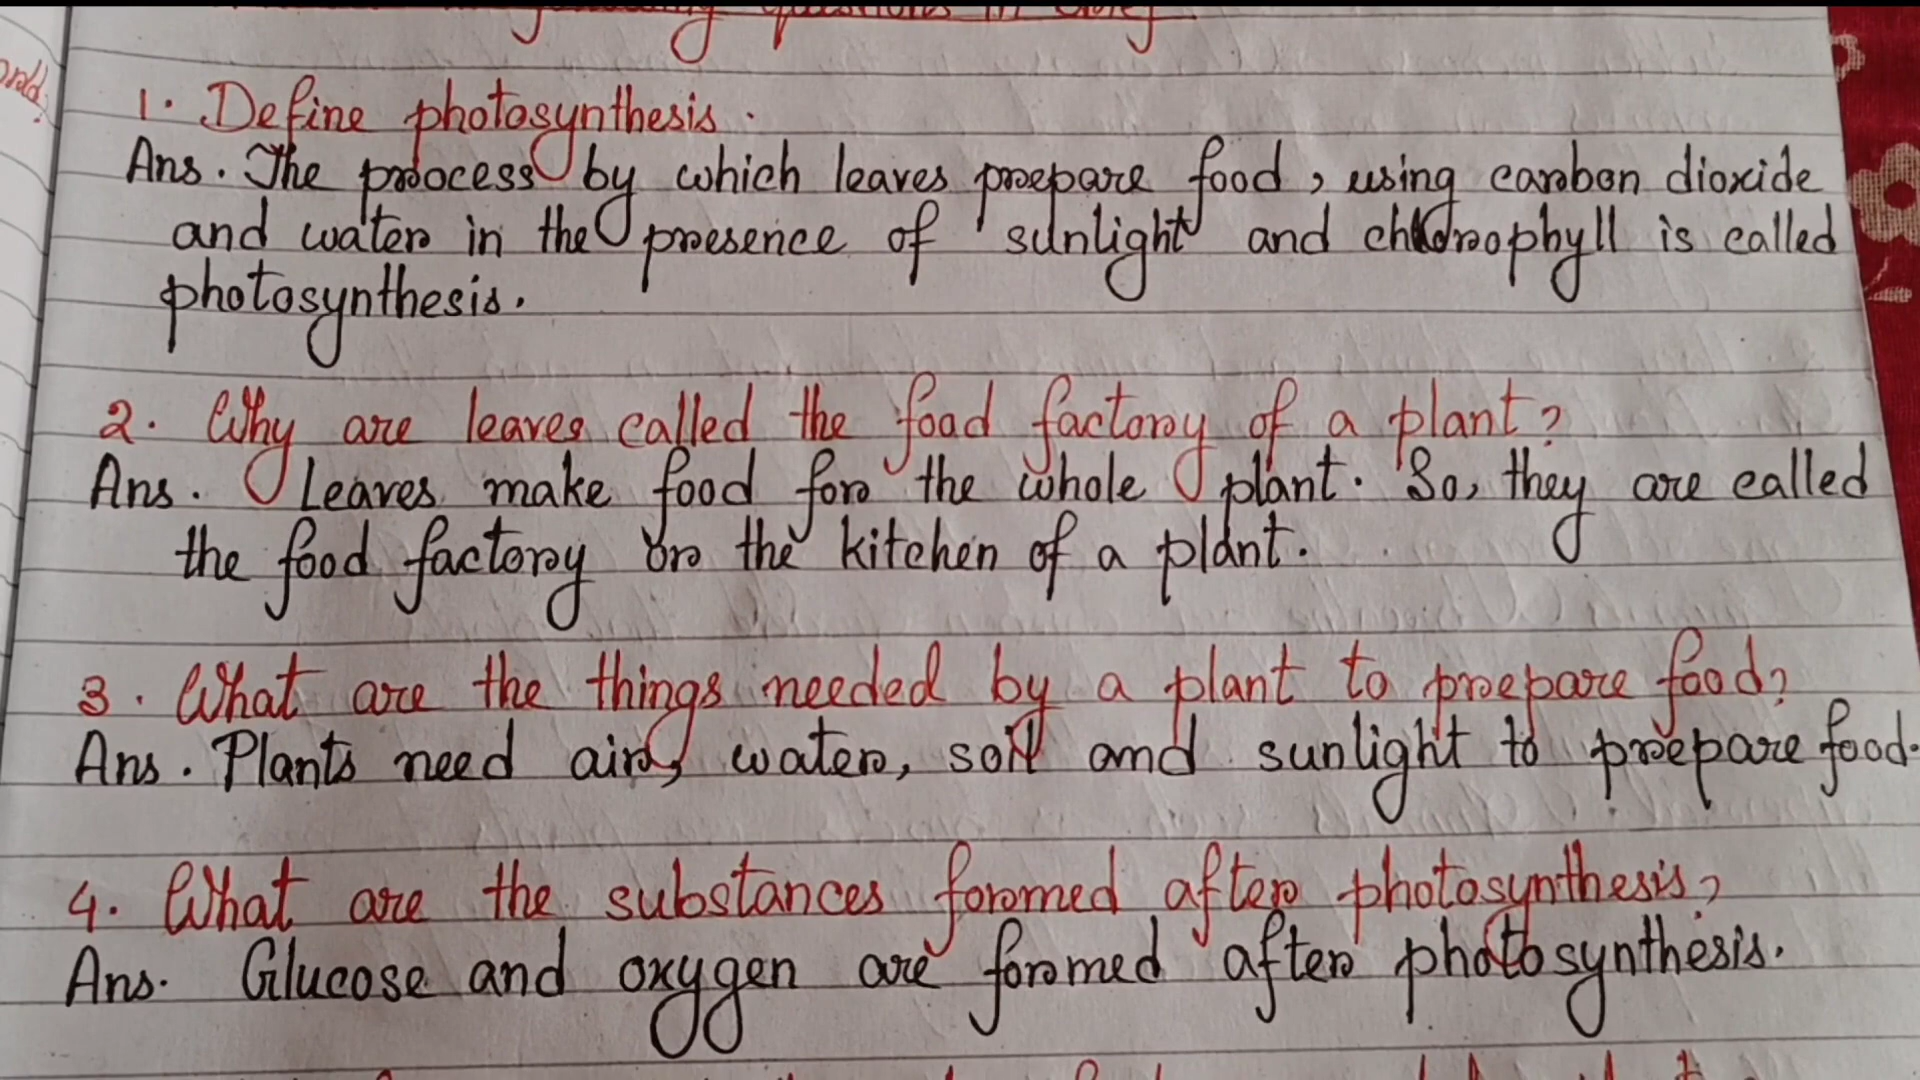 questions in brief
1. Define photosynthesis.
Ans. The process by which leaves prepare food, using carbon dioxide
and water in the presence of sunlight and chlorophyll is called
photosynthesis.
2. Why are leaves called the food factory of a plant?
Ans. Leaves make food for the whole plant. So, they are called
the food factory or the kitchen of a plant.
3. What are the things needed by a plant to prepare food?
Ans. Plants need air, water, soil and sunlight to prepare food.
4. What are the substances formed after photosynthesis?
Ans. Glucose and oxygen are formed after photosynthesis.